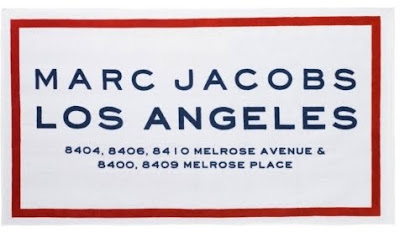 MARC JACOBS
LOS ANGELES
8404, 8406, 8410 MELROSE AVENUE &
8400, 8409 MELROSE PLACE